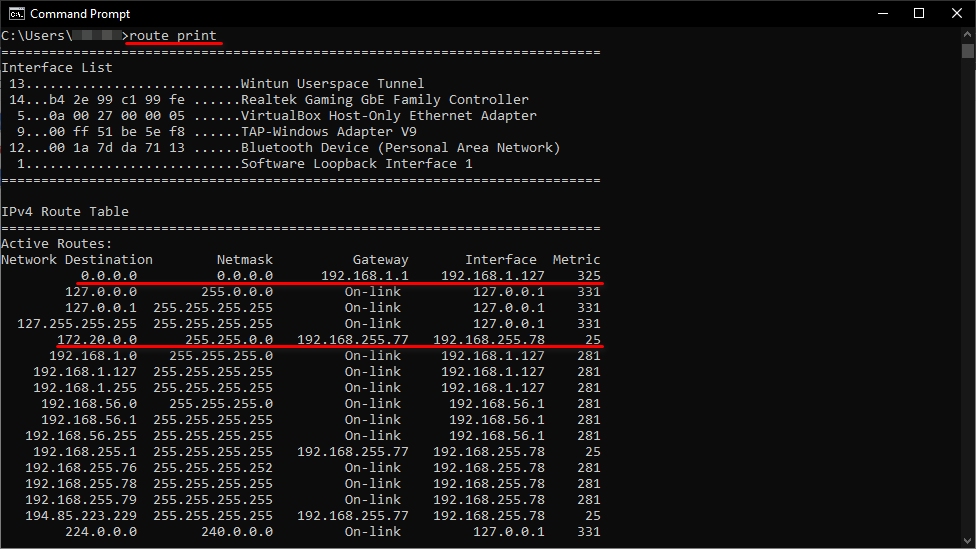 Command Prompt
C:\Users\ >route print
===========================================================================
Interface List
 13...........................Wintun Userspace Tunnel
 14...b4 2e 99 c1 99 fe ......Realtek Gaming GbE Family Controller
  5...0a 00 27 00 00 05 ......VirtualBox Host-Only Ethernet Adapter
  9...00 ff 51 be 5e f8 ......TAP-Windows Adapter V9
 12...00 1a 7d da 71 13 ......Bluetooth Device (Personal Area Network)
  1...........................Software Loopback Interface 1
===========================================================================
IPv4 Route Table
===========================================================================
Active Routes:
Network Destination        Netmask          Gateway       Interface  Metric
          0.0.0.0          0.0.0.0      192.168.1.1    192.168.1.127    325
        127.0.0.0        255.0.0.0         On-link         127.0.0.1    331
        127.0.0.1  255.255.255.255         On-link         127.0.0.1    331
  127.255.255.255  255.255.255.255         On-link         127.0.0.1    331
       172.20.0.0      255.255.0.0   192.168.255.77   192.168.255.78     25
      192.168.1.0    255.255.255.0         On-link     192.168.1.127    281
    192.168.1.127  255.255.255.255         On-link     192.168.1.127    281
    192.168.1.255  255.255.255.255         On-link     192.168.1.127    281
     192.168.56.0    255.255.255.0         On-link      192.168.56.1    281
     192.168.56.1  255.255.255.255         On-link      192.168.56.1    281
   192.168.56.255  255.255.255.255         On-link      192.168.56.1    281
    192.168.255.1  255.255.255.255   192.168.255.77   192.168.255.78     25
   192.168.255.76  255.255.255.252         On-link    192.168.255.78    281
   192.168.255.78  255.255.255.255         On-link    192.168.255.78    281
   192.168.255.79  255.255.255.255         On-link    192.168.255.78    281
   194.85.223.229  255.255.255.255   192.168.255.77   192.168.255.78     25
        224.0.0.0        240.0.0.0         On-link         127.0.0.1    331